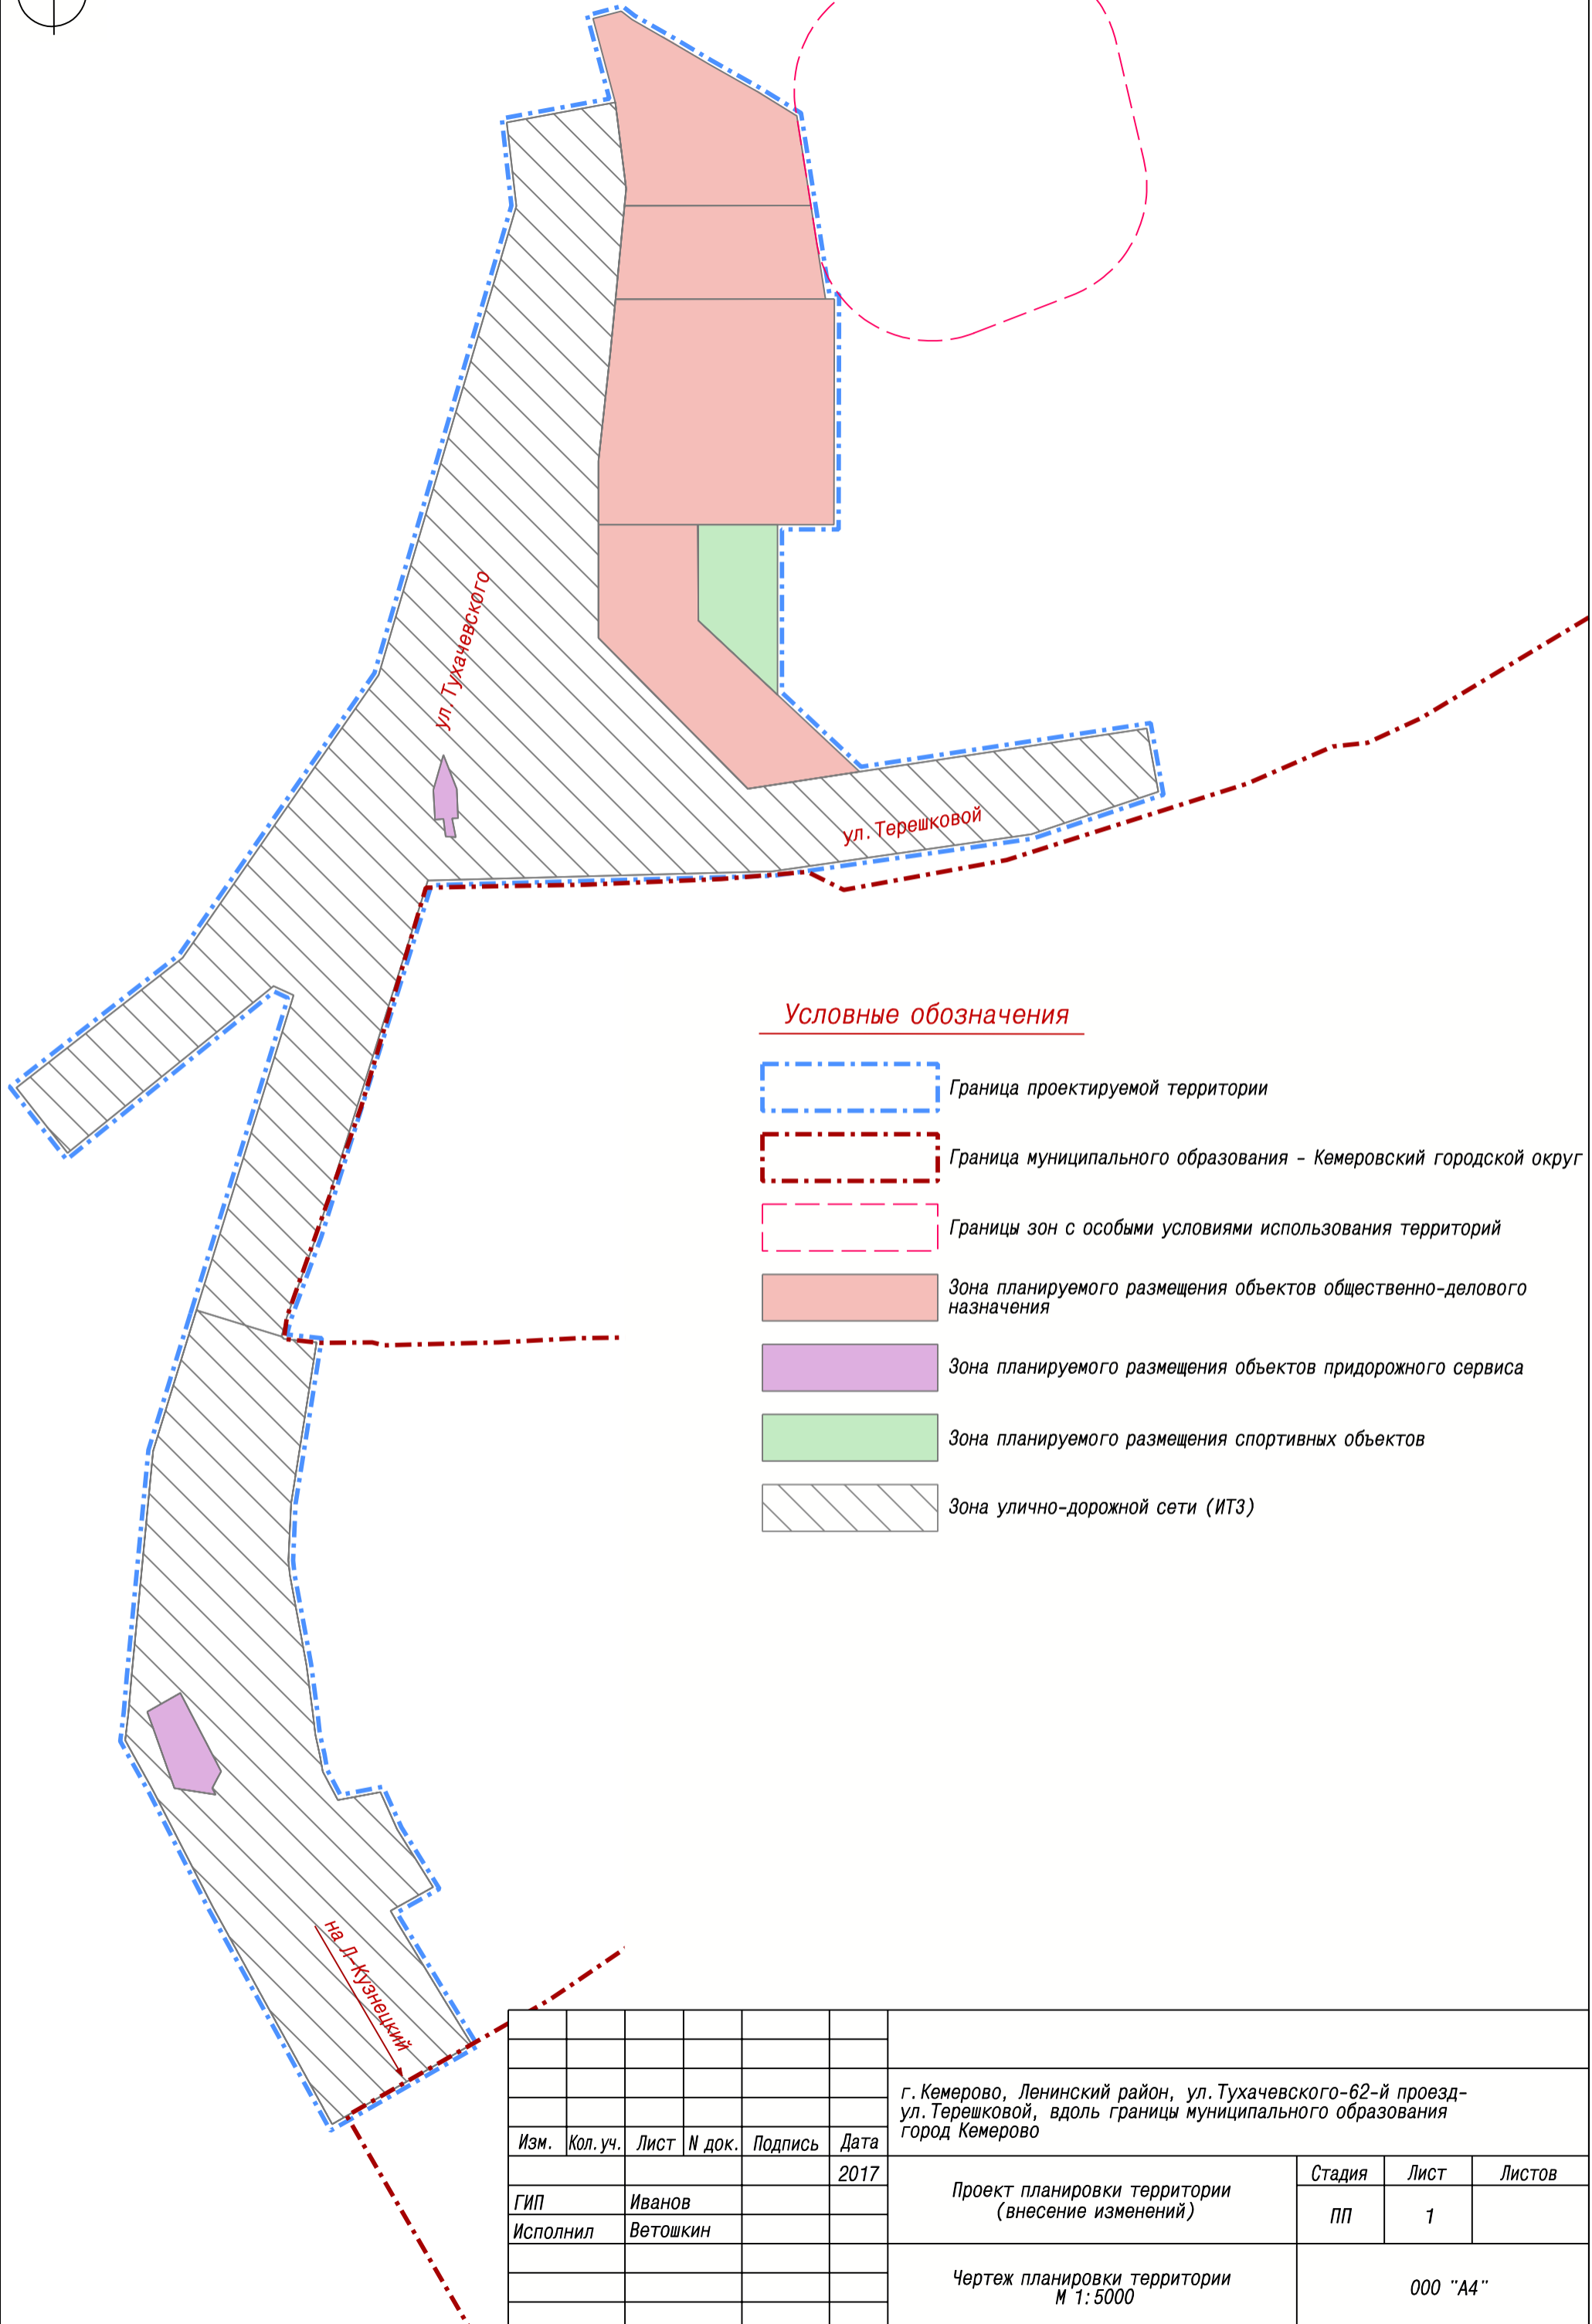 ул.Тухачевского
ул.Терешковой
Условные обозначения
Граница проектируемой территории
Граница муниципального образования - Кемеровский городской округ
Границы зон с особыми условиями использования территорий
Зона планируемого размещения объектов общественно-делового
назначения
Зона планируемого размещения объектов придорожного сервиса
Зона планируемого размещения спортивных объектов
Зона улично-дорожной сети (ИТЗ)
на Л-Кузнецкий
г.Кемерово, Ленинский район, ул.Тухачевского-62-й проезд-
ул.Терешковой, вдоль границы муниципального образования
город Кемерово
Изм. Кол.уч. Лист N док. Подпись Дата
2017
ГИП Иванов
Исполнил Ветошкин
Проект планировки территории
(внесение изменений)
Стадия Лист Листов
ПП 1
Чертеж планировки территории
М 1:5000
ООО "А4"